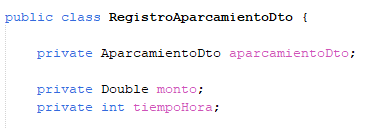 public class RegistroAparcamientoDto {
private AparcamientoDto aparcamientoDto;
private Double monto;
private int tiempoHora;